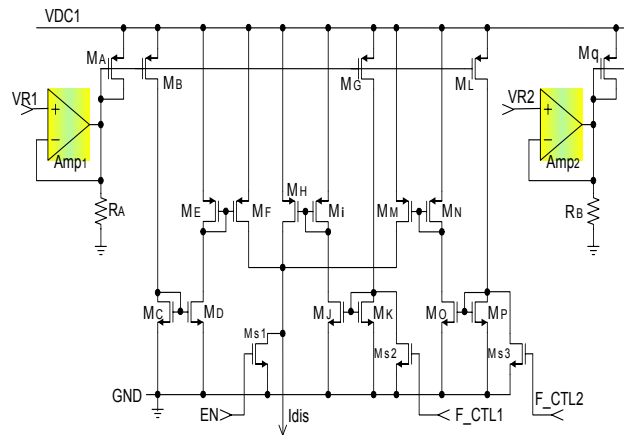 VDC1
MA
MB
MG
ML
Mq
VR1
+
−
Amp1
VR2
+
−
Amp2
RA
RB
ME
MF
MH
Mi
MM
MN
MC
MD
MJ
MK
MO
MP
Ms1
Ms2
Ms3
GND
EN
Idis
F_CTL1
F_CTL2